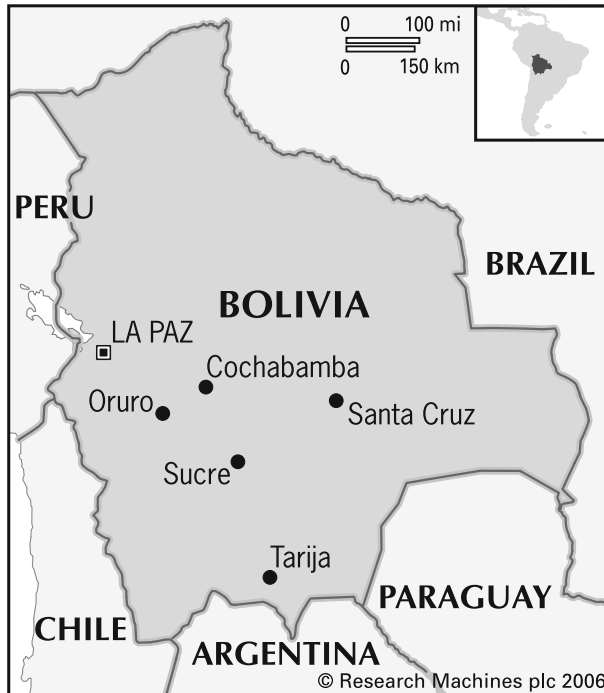 0 100 mi
0 150 km
PERU
BRAZIL
BOLIVIA
LA PAZ
Cochabamba
Oruro
Santa Cruz
Sucre
Tarija
PARAGUAY
CHILE
ARGENTINA
© Research Machines plc 2006